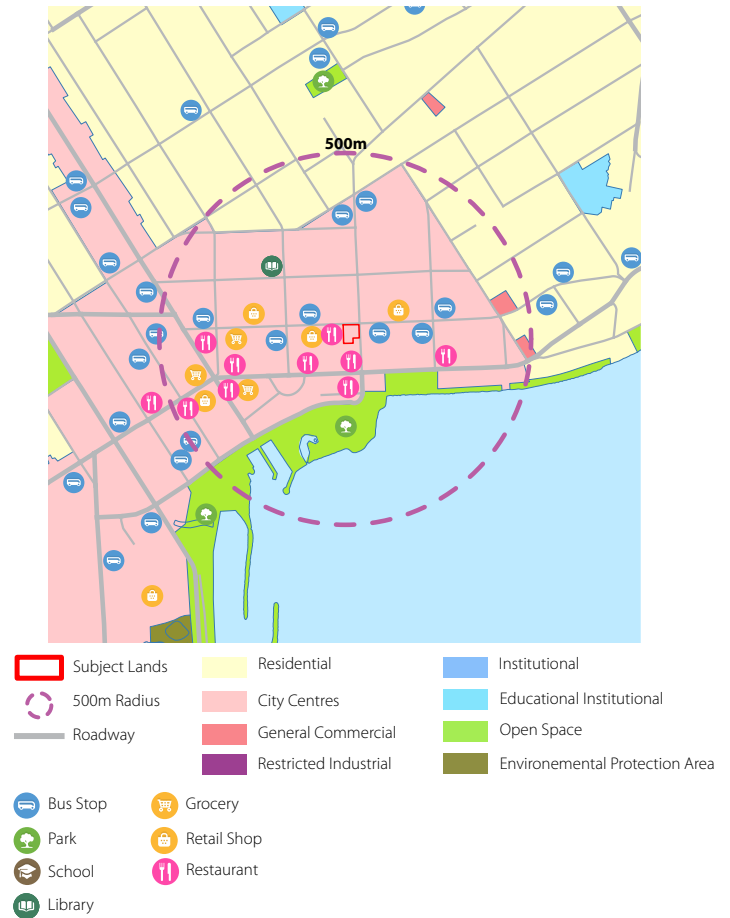 500m
Subject Lands
500m Radius
Roadway
Residential
City Centres
General Commercial
Restricted Industrial
Institutional
Educational Institutional
Open Space
Environemental Protection Area
Bus Stop
Park
School
Library
Grocery
Retail Shop
Restaurant